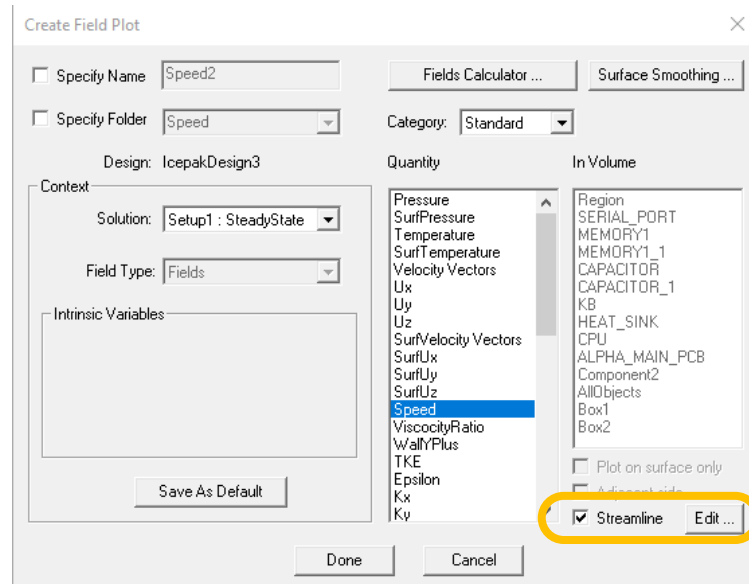 Create Field Plot
Specify Name
Speed2
Specify Folder
Speed
Design: IcepakDesign3
Context
Solution: Setup1 : SteadyState
Field Type: Fields
Intrinsic Variables
Save As Default
Fields Calculator ...
Surface Smoothing ...
Category: Standard
Quantity
Pressure
SurfPressure
Temperature
SurfTemperature
Velocity Vectors
Ux
Uy
Uz
SurfVelocity Vectors
SurfUx
SurfUy
SurfUz
Speed
ViscocityRatio
WallYPlus
TKE
Epsilon
Kx
Ky
In Volume
Region
SERIAL_PORT
MEMORY1
MEMORY1_1
CAPACITOR
CAPACITOR_1
KB
HEAT_SINK
CPU
ALPHA_MAIN_PCB
Component2
AllObjects
Box1
Box2
Plot on surface only
Adjacent side
Streamline
Edit ...
Done
Cancel